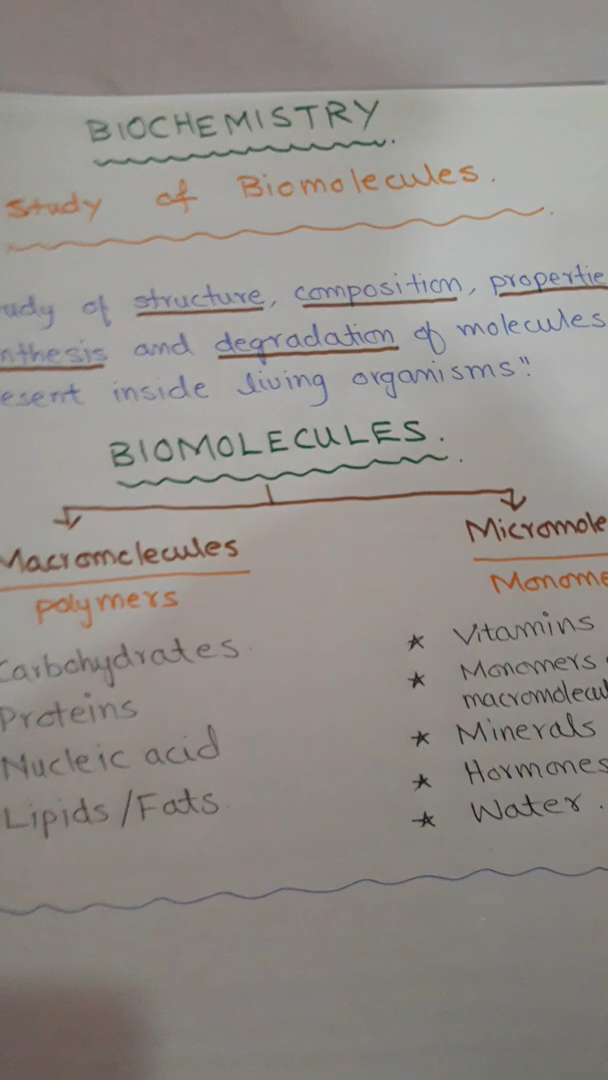 BIOCHEMISTRY.
Study of Biomolecules.
udy of structure, composition, propertie
nthesis and degradation of molecules
esent inside living organisms"
BIOMOLECULES.
Macromolecules
polymers
Carbohydrates
Proteins
Nucleic acid
Lipids/Fats
Micromole
Monome
* Vitamins
* Monomers
macromolecul
* Minerals
* Hormones
* Water.